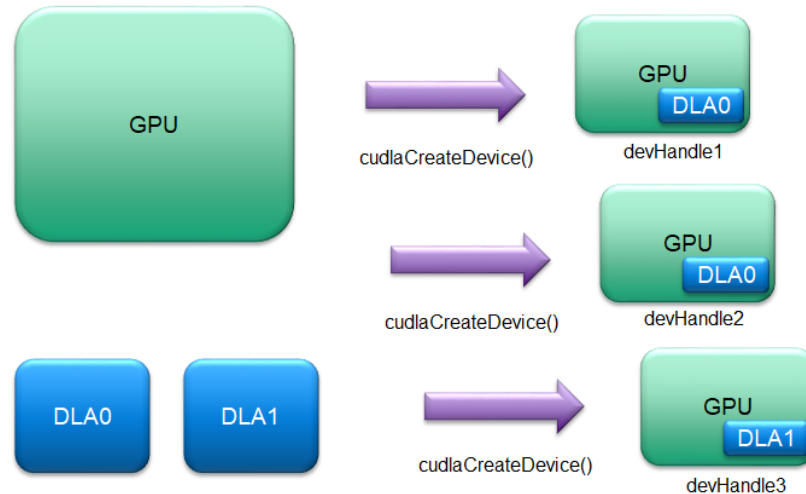 GPU
cudlaCreateDevice()
GPU
DLA0
devHandle1
cudlaCreateDevice()
GPU
DLA0
devHandle2
DLA0
DLA1
cudlaCreateDevice()
GPU
DLA1
devHandle3